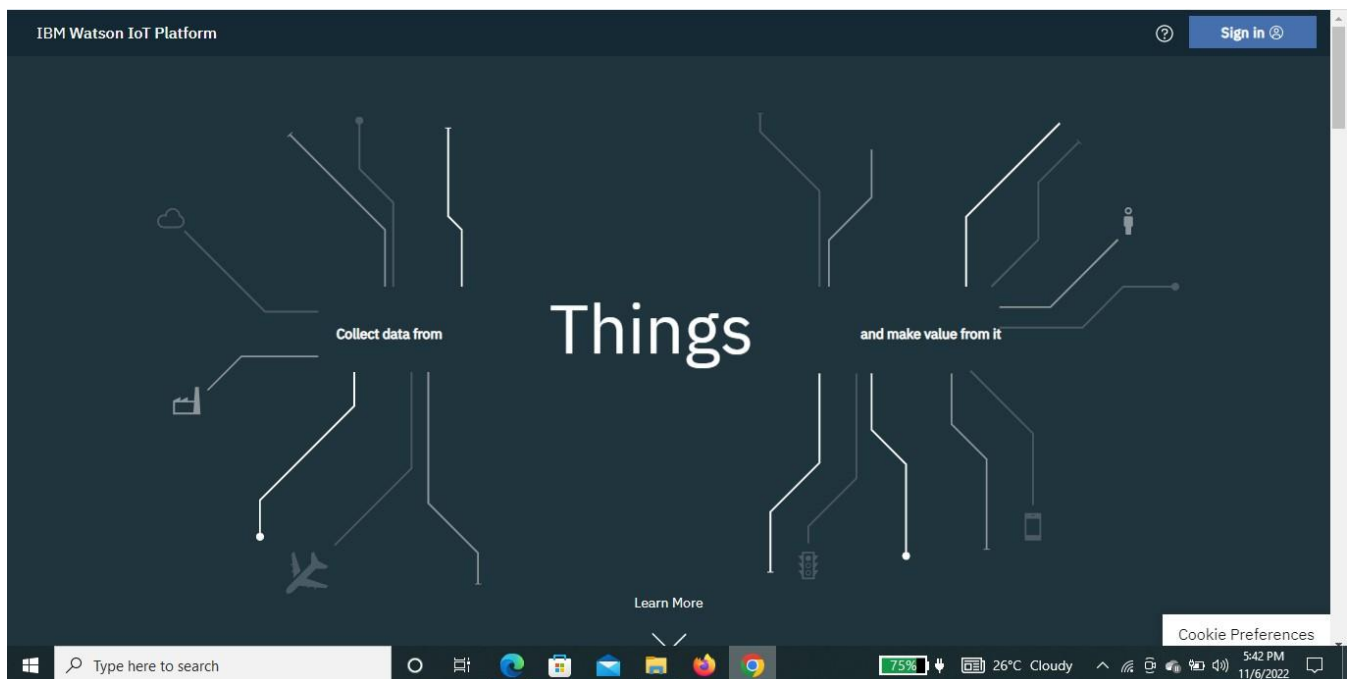 IBM Watson IoT Platform
Sign in
Collect data from
Things
and make value from it
Learn More
Cookie Preferences
Type here to search
75%
26°C Cloudy
5:42 PM
11/6/2022